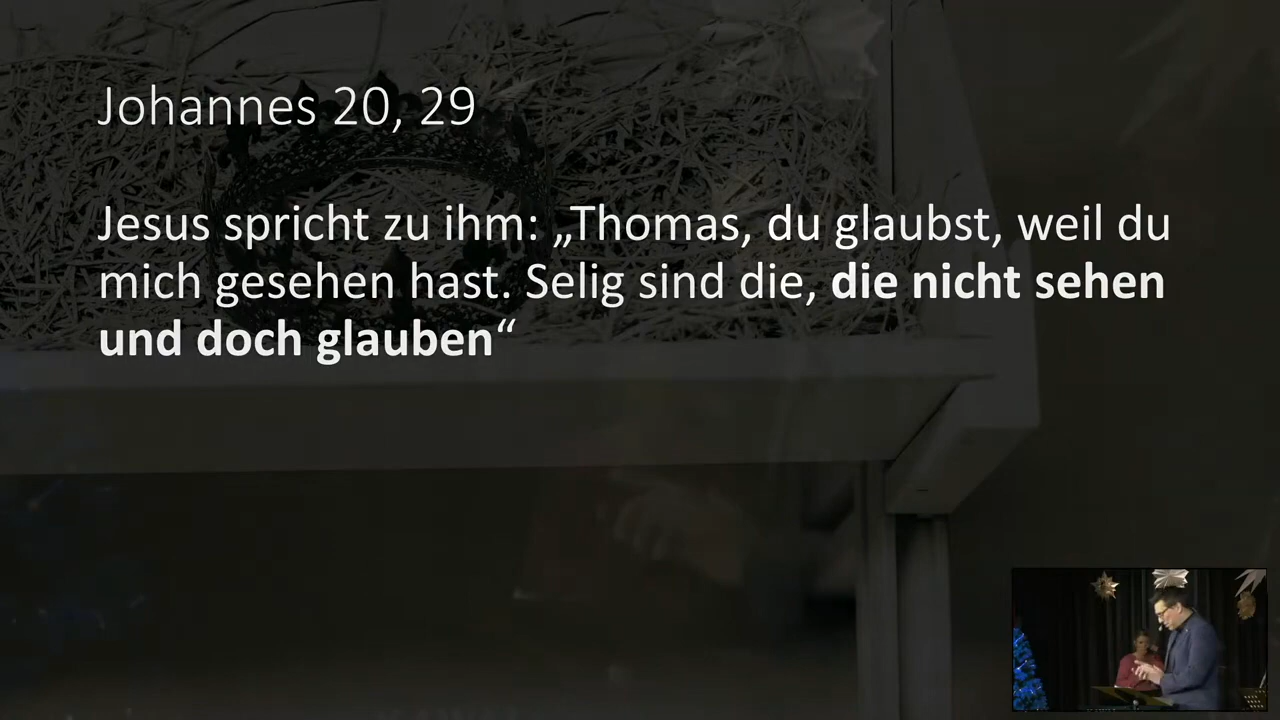 Johannes 20, 29
Jesus spricht zu ihm: „Thomas, du glaubst, weil du
mich gesehen hast. Selig sind die, die nicht sehen
und doch glauben“